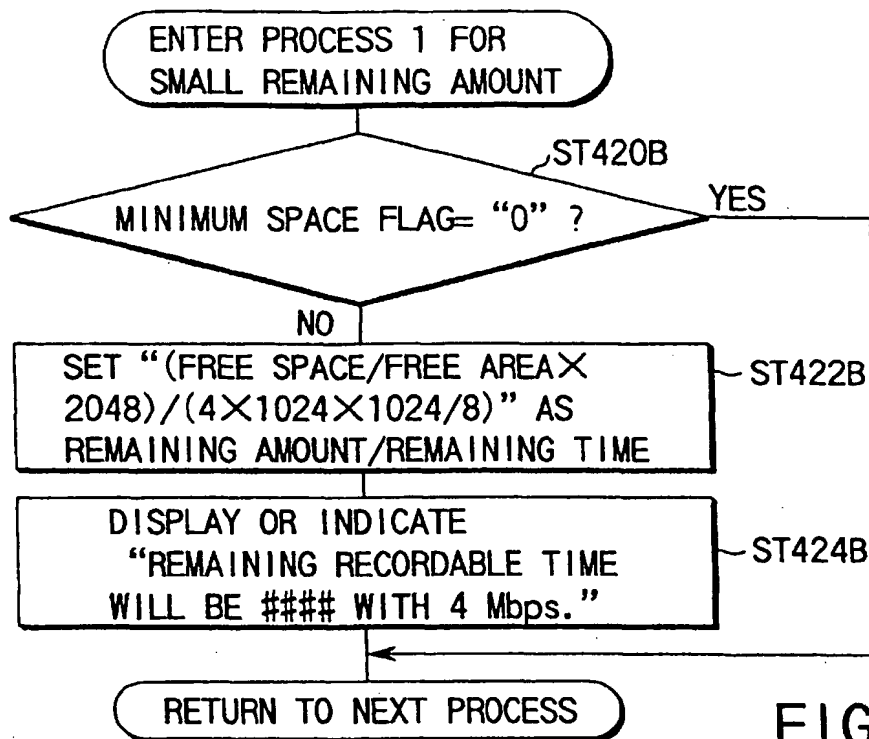 ENTER PROCESS 1 FOR
SMALL REMAINING AMOUNT
ST420B
MINIMUM SPACE FLAG= “0” ?
YES
NO
SET “(FREE SPACE/FREE AREA×
2048)/(4×1024×1024/8)” AS
REMAINING AMOUNT/REMAINING TIME
ST422B
DISPLAY OR INDICATE
“REMAINING RECORDABLE TIME
WILL BE #### WITH 4 Mbps.”
ST424B
RETURN TO NEXT PROCESS
FIG